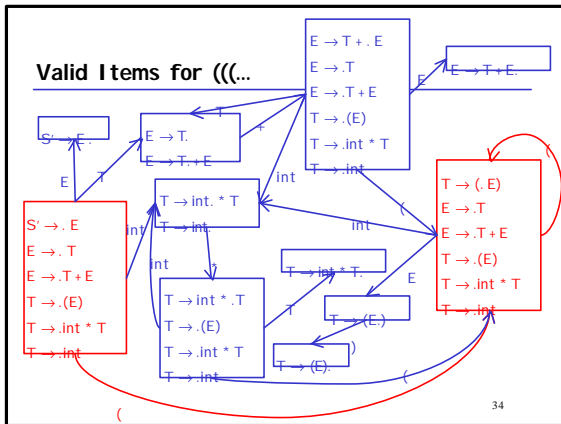 Valid Items for (((...
E → T + . E
E → .T
E → .T + E
T → .(E)
T → .int * T
T → .int
E
E → T + E.
S’ → E.
T
E → T.
E → T. + E
+
E
T
int
(
(
T → int. * T
T → int.
int
T → (. E)
E → .T
E → .T + E
T → .(E)
T → .int * T
T → .int
S’ → . E
E → . T
E → .T + E
T → .(E)
T → .int * T
T → .int
int
int
*
T → int * .T
T → .(E)
T → .int * T
T → .int
T
T → int * T.
E
T → (E.)
)
T → (E).
(
(
34